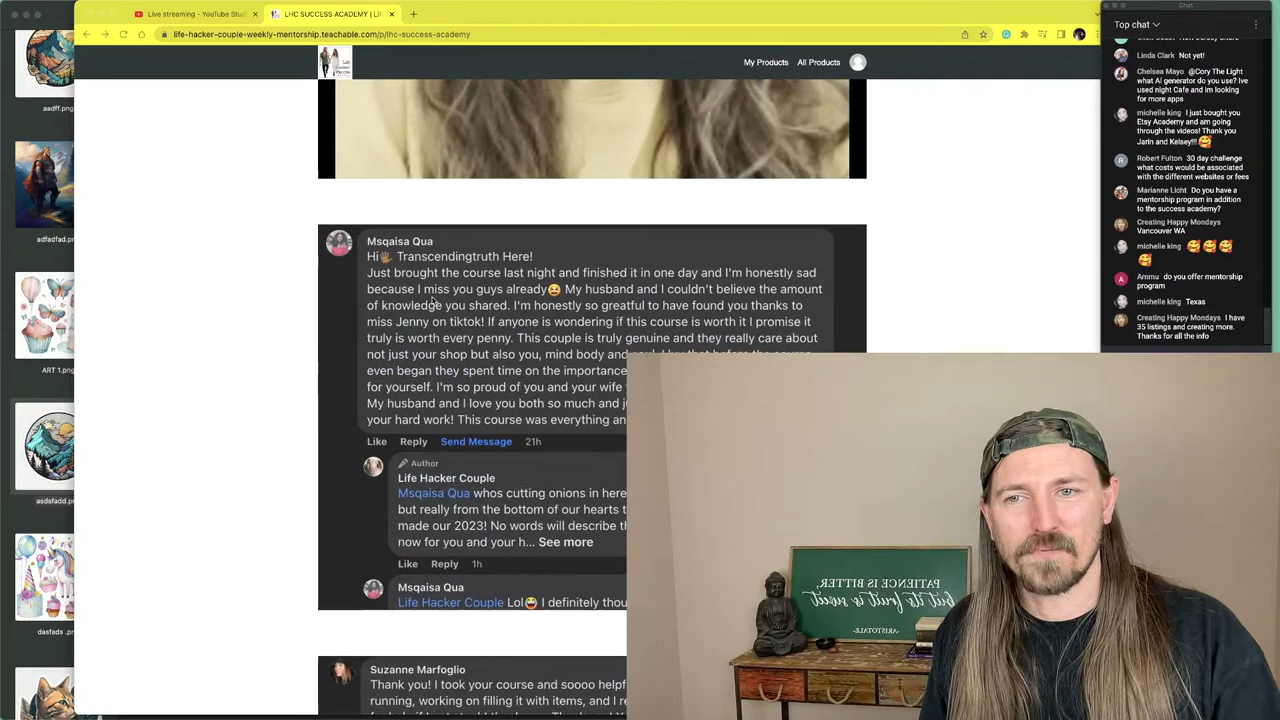 Live streaming - YouTube Stud
LHC SUCCESS ACADEMY | Lif
life-hacker-couple-weekly-mentorship.teachable.com/p/lhc-success-academy
My Products
All Products
aadff.png
adfadfad.p
ART 1.png
asdsfadd.p
dasfads .p
Msqaisa Qua
Hi🖐🏽 Transcendingtruth Here!
Just brought the course last night and finished it in one day and I'm honestly sad
because I miss you guys already😫 My husband and I couldn't believe the amount
of knowledge you shared. I'm honestly so greatful to have found you thanks to
miss Jenny on tiktok! If anyone is wondering if this course is worth it I promise it
truly is worth every penny. This couple is truly genuine and they really care about
not just your shop but also you, mind body and
even began they spent time on the importance
for yourself. I'm so proud of you and your wife
My husband and I love you both so much and
your hard work! This course was everything an
Like Reply Send Message 21h
Author
Life Hacker Couple
Msqaisa Qua whos cutting onions in here
but really from the bottom of our hearts t
made our 2023! No words will describe th
now for you and your h... See more
Like Reply 1h
Msqaisa Qua
Life Hacker Couple Lol😂 I definitely thou
Suzanne Marfoglio
Thank you! I took your course and soooo helpf
running, working on filling it with items, and I re
Chat
Top chat
Linda Clark Not yet!
Chelsea Mayo @Cory The Light
what AI generator do you use? Ive
used night Cafe and im looking
for more apps
michelle king I just bought you
Etsy Academy and am going
through the videos! Thank you
Jarin and Kelsey!!! 🥰
Robert Fulton 30 day challenge
what costs would be associated
with the different websites or fees
Marianne Licht Do you have a
mentorship program in addition
to the success academy?
Creating Happy Mondays
Vancouver WA
michelle king 🥰🥰🥰
🥰
Ammu do you offer mentorship
program
michelle king Texas
Creating Happy Mondays I have
35 listings and creating more.
Thanks for all the info
PATIENCE IS BITTER,
but its fruit is sweet
-ARISTOTALE-